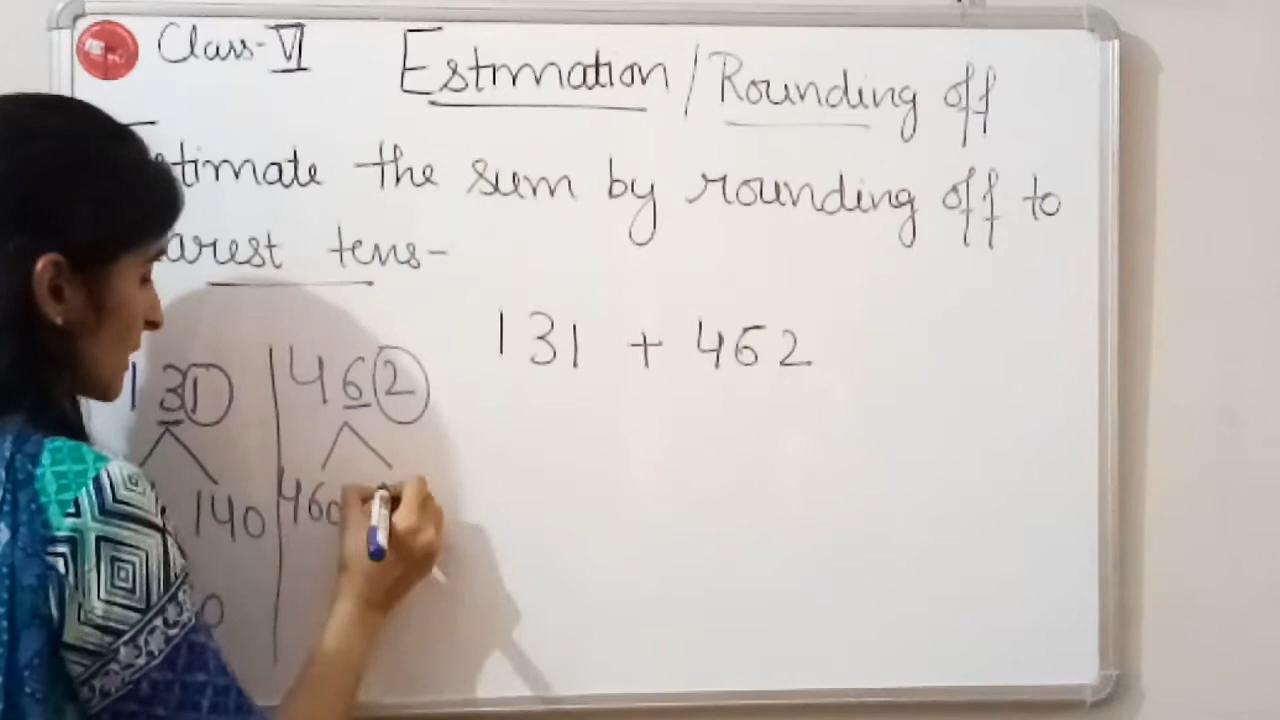 Class-VI
Estimation / Rounding off
timate the sum by rounding off to
arest tens-
131 + 462
131
462
140
460
0